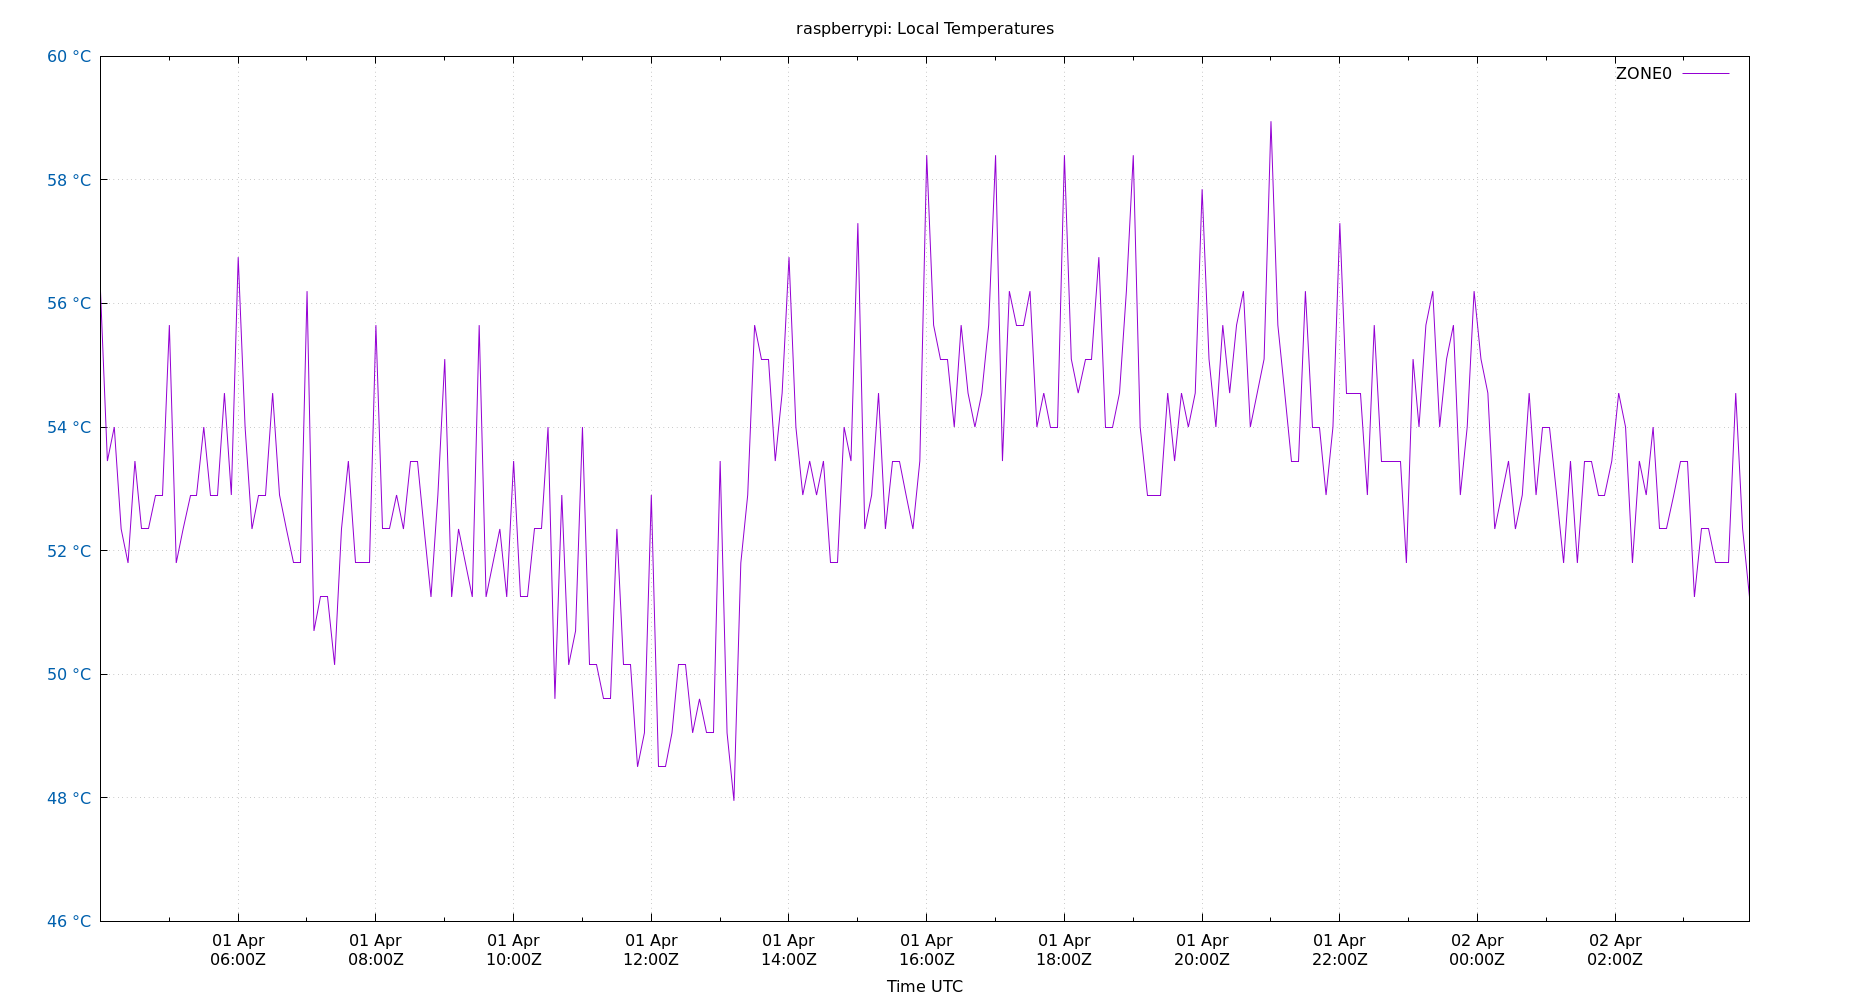 raspberrypi: Local Temperatures
60 °C
ZONE0
58 °C
56 °C
54 °C
52 °C
50 °C
48 °C
46 °C
01 Apr 01 Apr 01 Apr 01 Apr 01 Apr 01 Apr 01 Apr 01 Apr 01 Apr 02 Apr 02 Apr
06:00Z 08:00Z 10:00Z 12:00Z 14:00Z 16:00Z 18:00Z 20:00Z 22:00Z 00:00Z 02:00Z
Time UTC